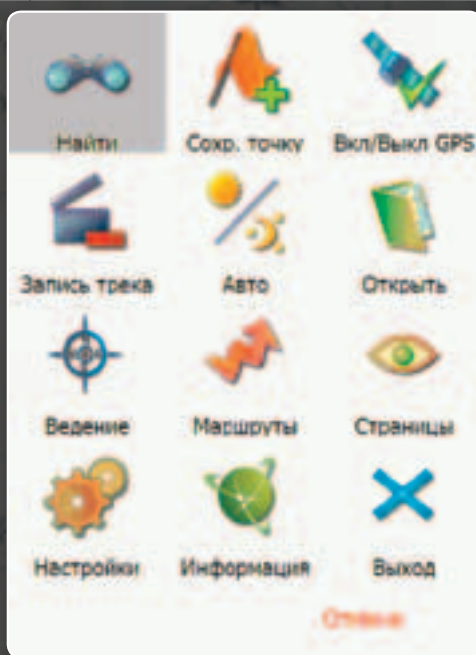 Найти Сохр. точку Вкл/Выкл GPS
Запись трека Авто Открыть
Ведение Маршруты Страницы
Настройки Информация Выход
Отмена